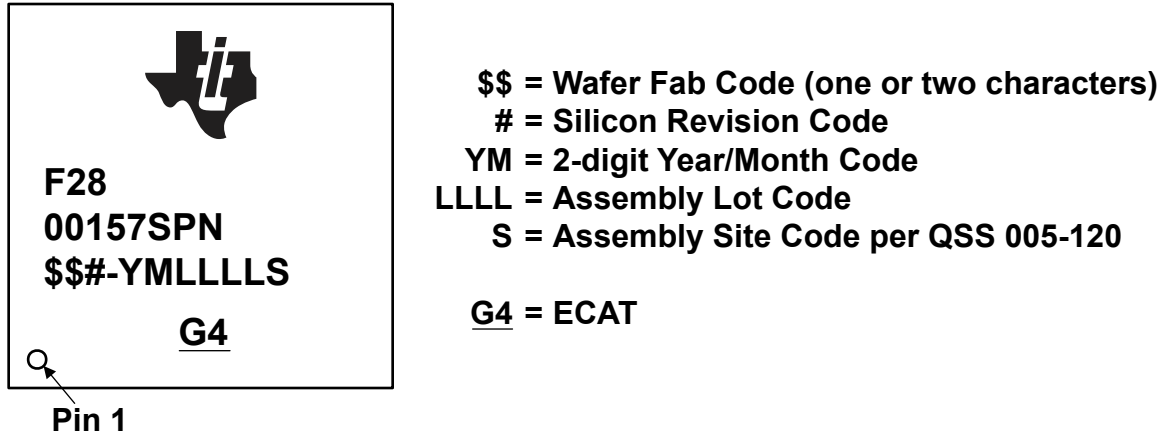 F28
00157SPN
$$#-YMLLLLS
G4
Pin 1
$$ = Wafer Fab Code (one or two characters)
# = Silicon Revision Code
YM = 2-digit Year/Month Code
LLLL = Assembly Lot Code
S = Assembly Site Code per QSS 005-120
G4 = ECAT